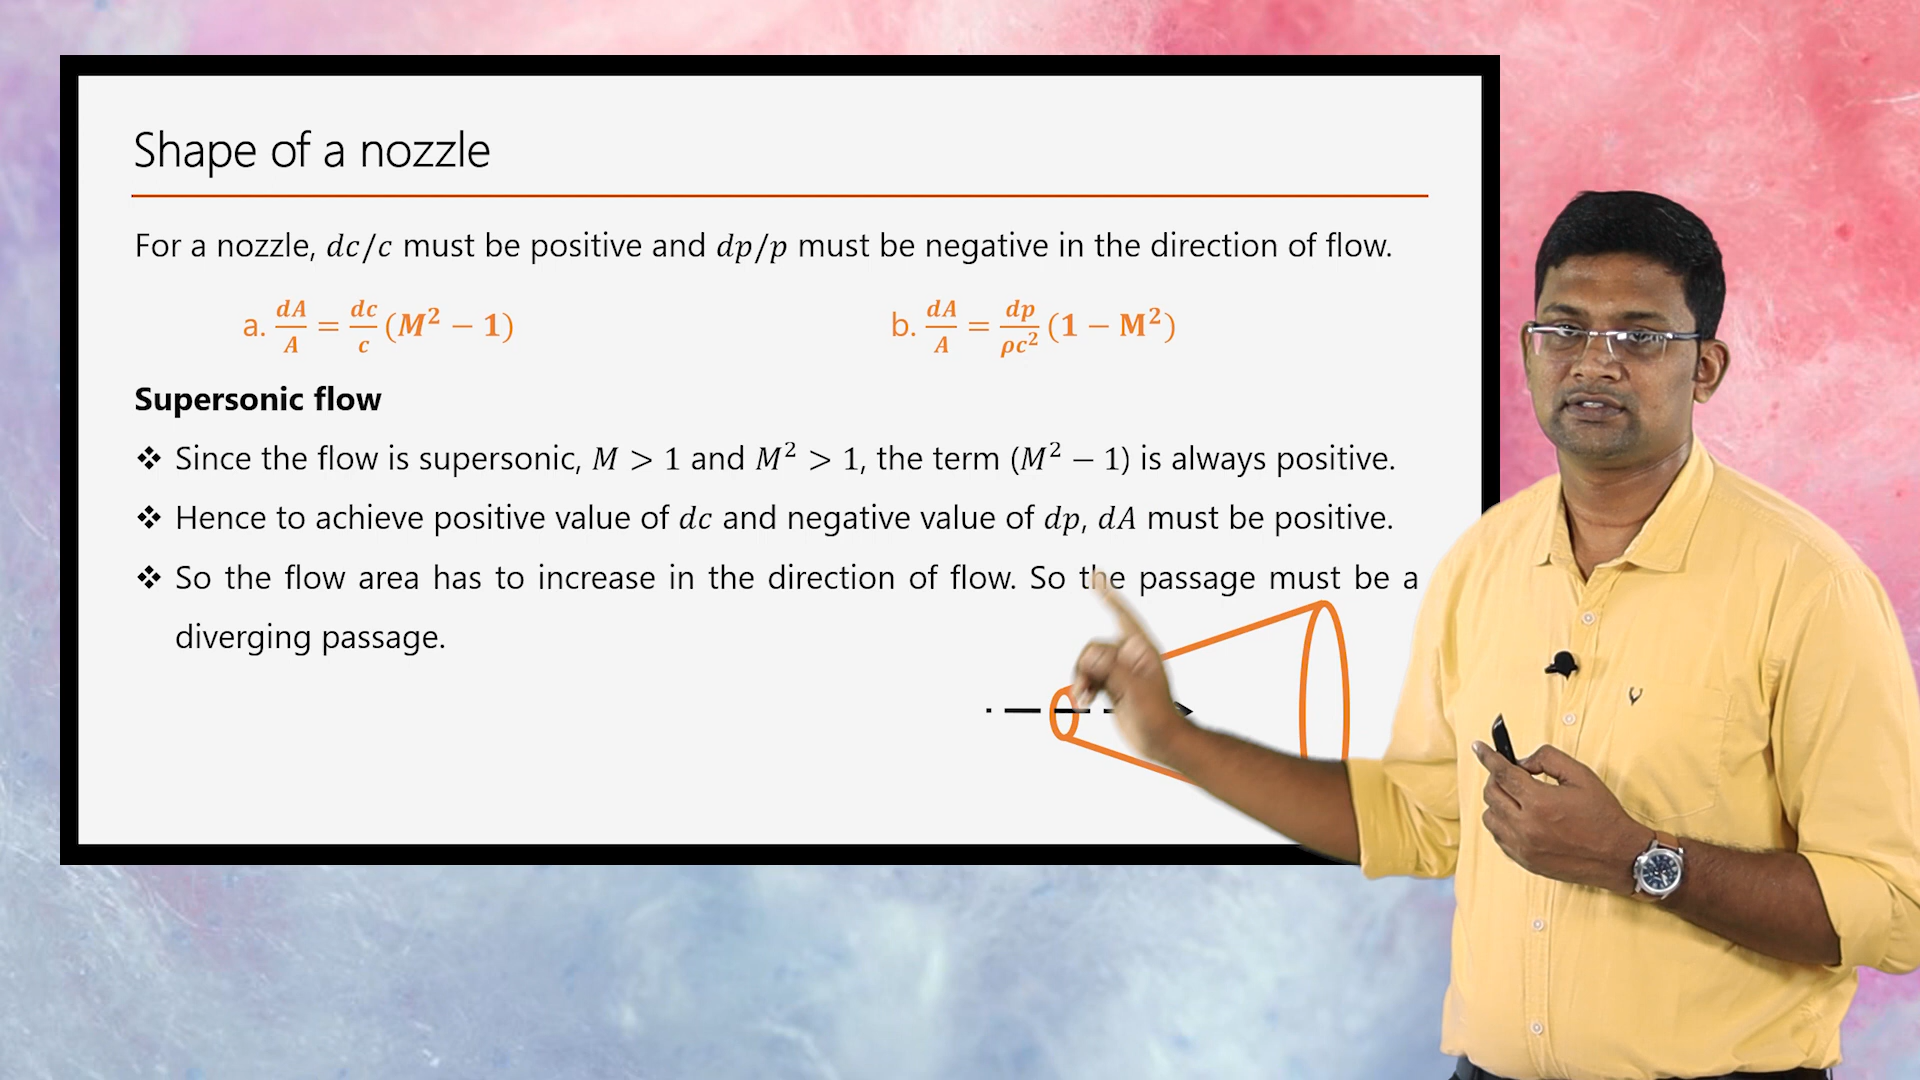 Shape of a nozzle
For a nozzle, dc/c must be positive and dp/p must be negative in the direction of flow.
a. dA/A = dc/c (M² − 1)
b. dA/A = dp/ρc² (1 − M²)
Supersonic flow
❖ Since the flow is supersonic, M > 1 and M² > 1, the term (M² − 1) is always positive.
❖ Hence to achieve positive value of dc and negative value of dp, dA must be positive.
❖ So the flow area has to increase in the direction of flow. So the passage must be a
diverging passage.